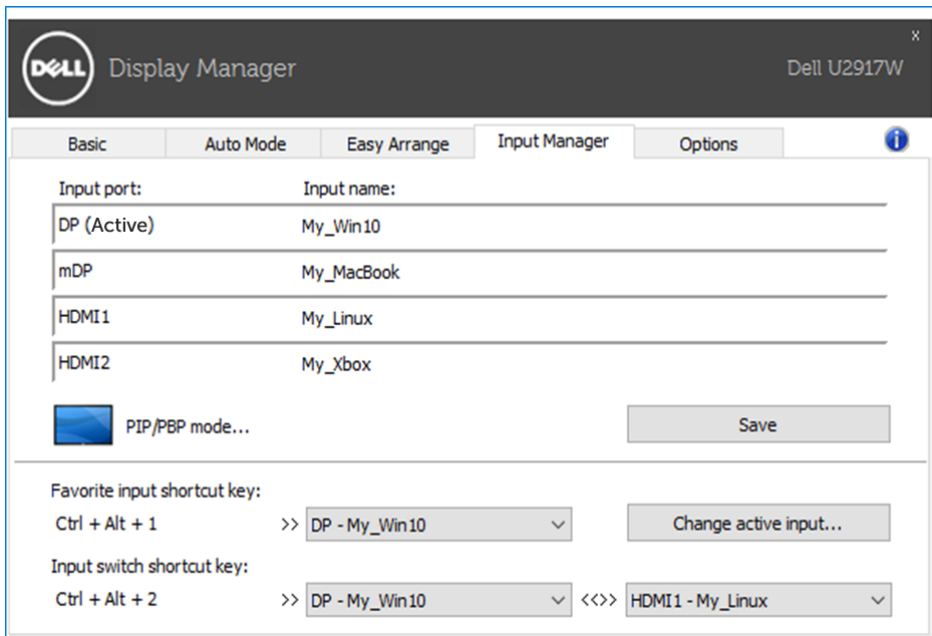 x
DELL Display Manager Dell U2917W
Basic Auto Mode Easy Arrange Input Manager Options i
Input port: Input name:
DP (Active) My_Win10
mDP My_MacBook
HDMI1 My_Linux
HDMI2 My_Xbox
PIP/PBP mode... Save
Favorite input shortcut key:
Ctrl + Alt + 1 >> DP - My_Win10 Change active input...
Input switch shortcut key:
Ctrl + Alt + 2 >> DP - My_Win10 <<>> HDMI1 - My_Linux